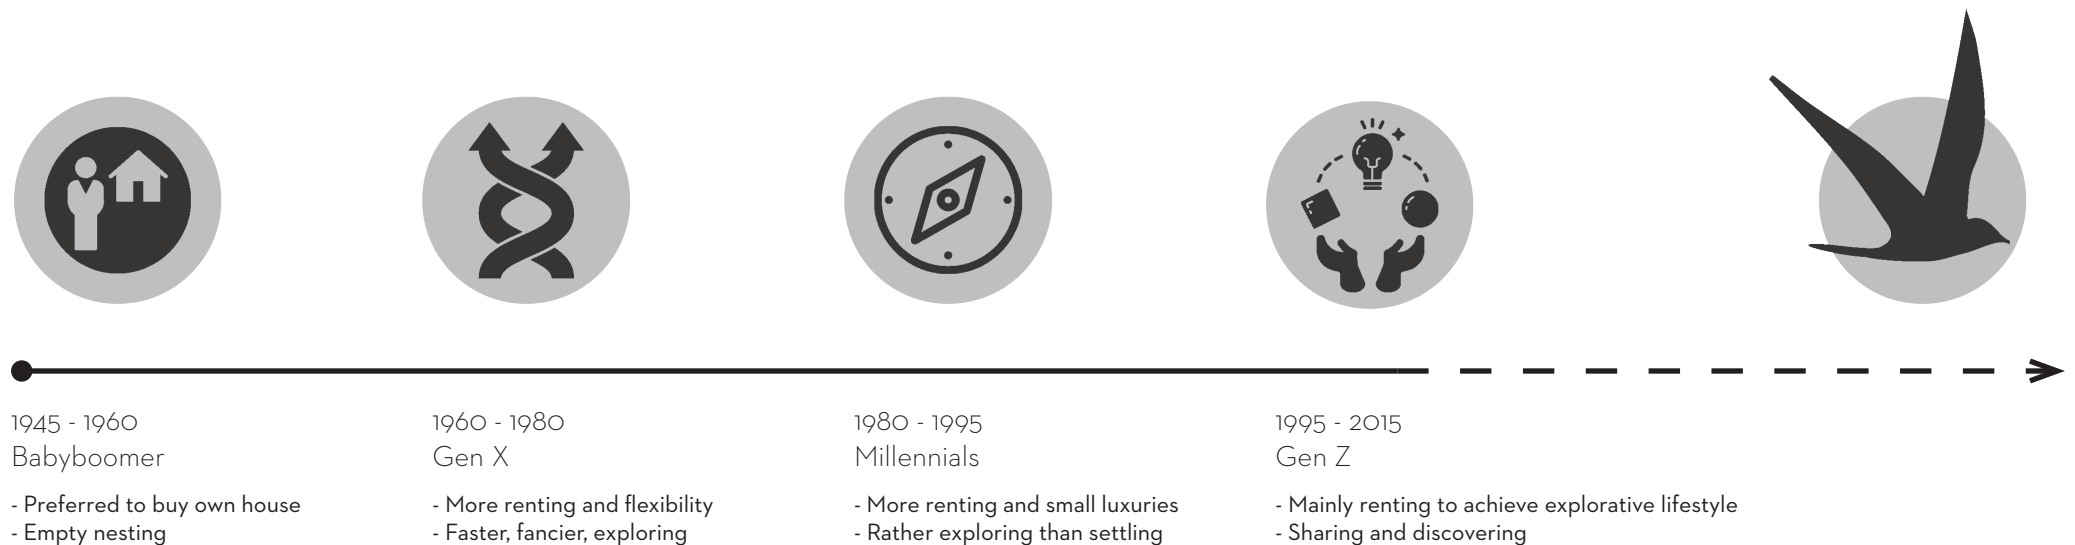 1945 - 1960
Babyboomer
- Preferred to buy own house
- Empty nesting
1960 - 1980
Gen X
- More renting and flexibility
- Faster, fancier, exploring
1980 - 1995
Millennials
- More renting and small luxuries
- Rather exploring than settling
1995 - 2015
Gen Z
- Mainly renting to achieve explorative lifestyle
- Sharing and discovering